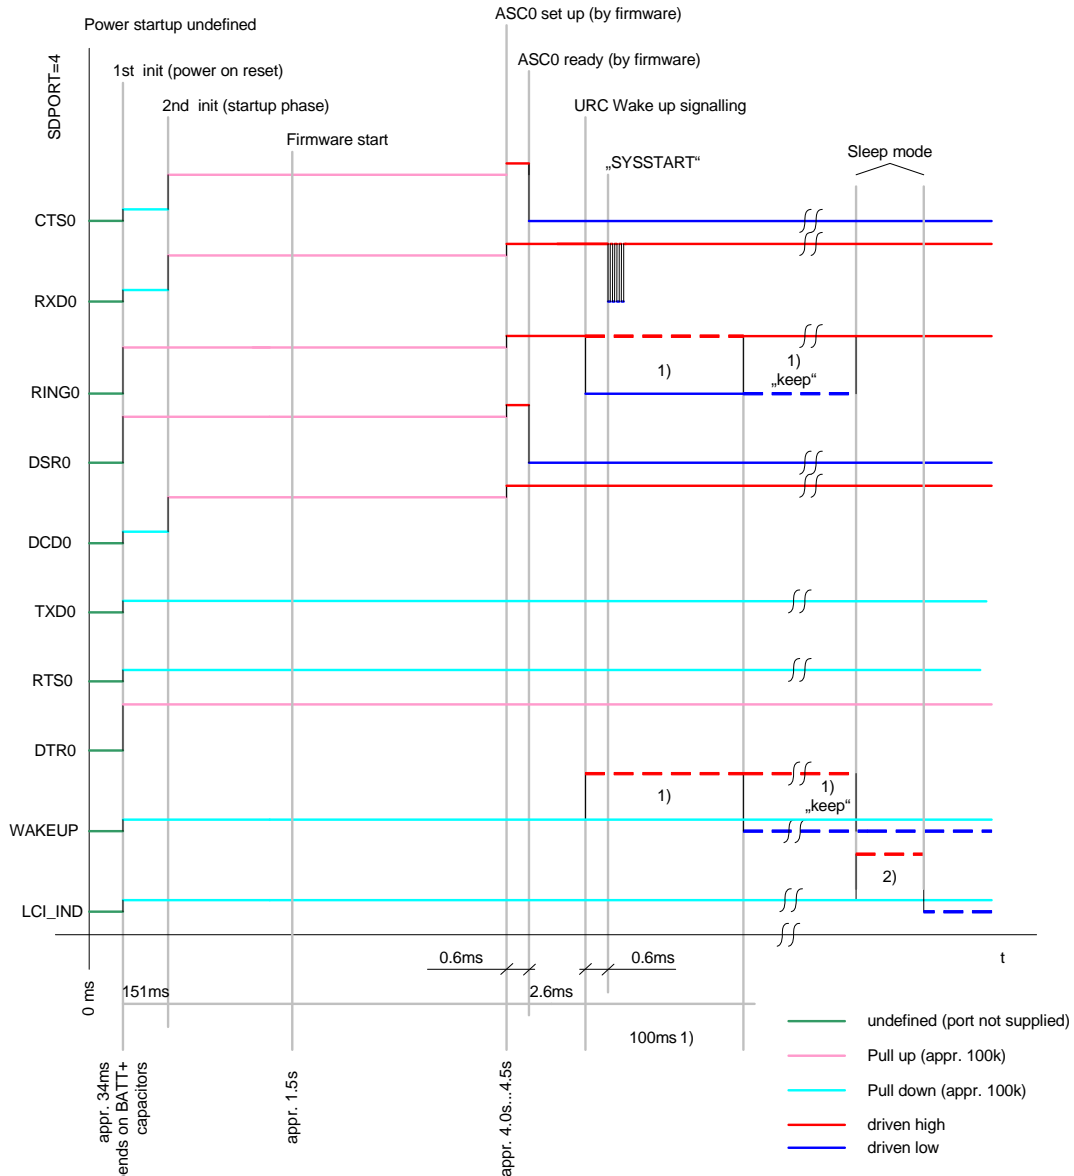 ASC0 set up (by firmware)
Power startup undefined
SDPORT=4
ASC0 ready (by firmware)
1st init (power on reset)
2nd init (startup phase)
URC Wake up signalling
Firmware start
„SYSSTART“
Sleep mode
CTS0
RXD0
1)
1)
„keep“
RING0
DSR0
DCD0
TXD0
RTS0
DTR0
1)
1)
„keep“
WAKEUP
2)
LCI_IND
0.6ms
0.6ms
t
0 ms
151ms
2.6ms
100ms 1)
appr. 34ms
ends on BATT+
capacitors
appr. 1.5s
appr. 4.0s...4.5s
undefined (port not supplied)
Pull up (appr. 100k)
Pull down (appr. 100k)
driven high
driven low